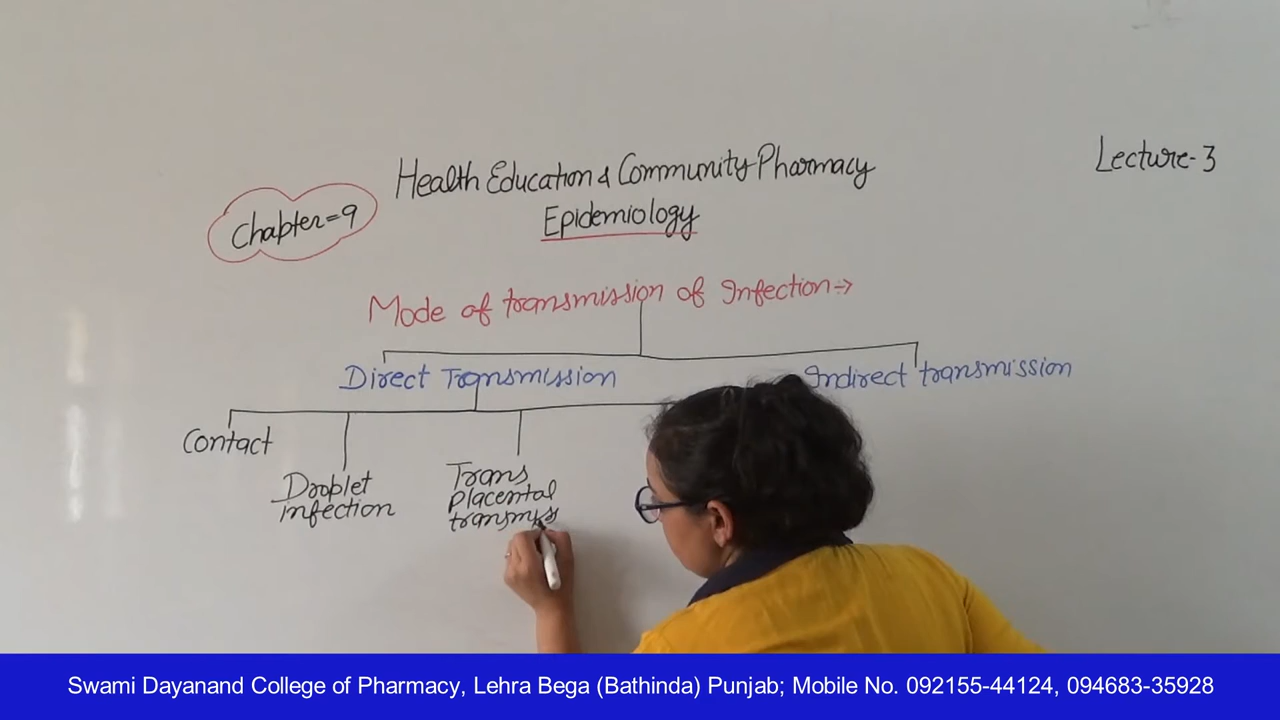 Lecture-3
Health Education & Community Pharmacy
Chapter=9
Epidemiology
Mode of transmission of Infection→
Direct Transmission
Indirect transmission
Contact
Droplet
infection
Trans
placental
transmis
Swami Dayanand College of Pharmacy, Lehra Bega (Bathinda) Punjab; Mobile No. 092155-44124, 094683-35928